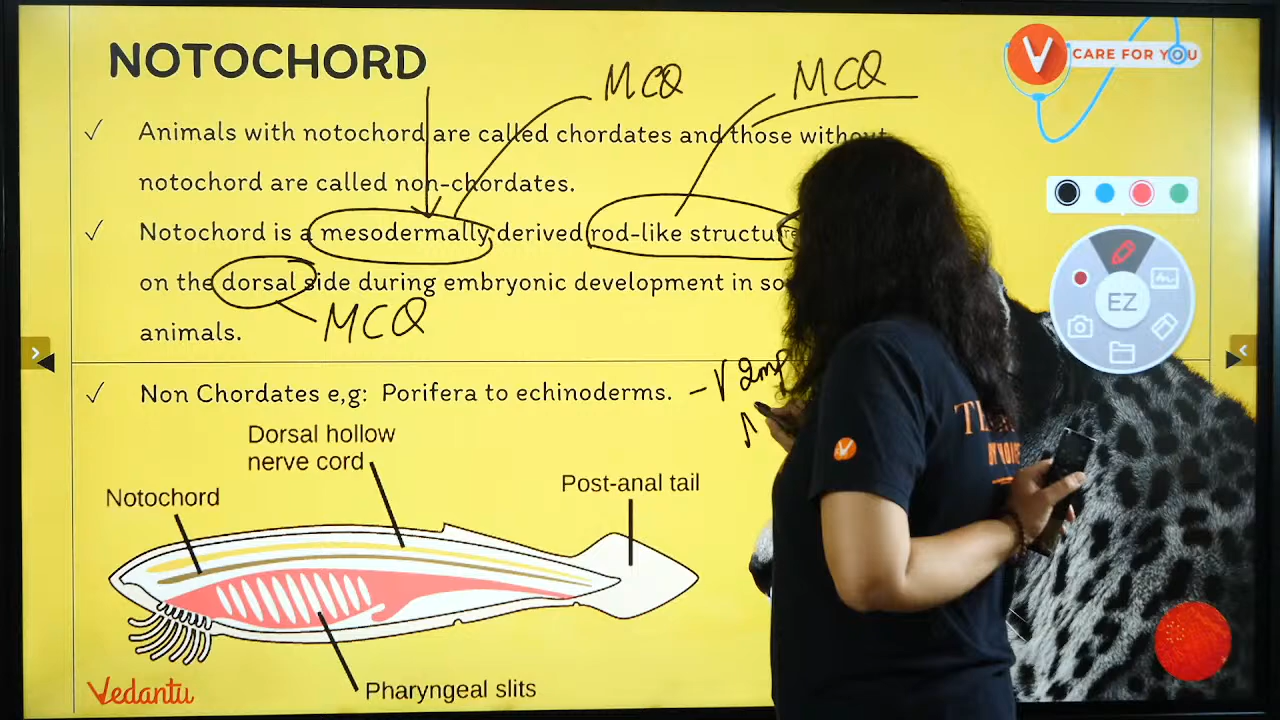 NOTOCHORD
MCQ
MCQ
CARE FOR YOU
✓ Animals with notochord are called chordates and those without
notochord are called non-chordates.
✓ Notochord is a mesodermally derived rod-like structure
on the dorsal side during embryonic development in so
animals.
MCQ
✓ Non Chordates e,g: Porifera to echinoderms. - V Imp
Dorsal hollow
nerve cord
Notochord
Post-anal tail
Pharyngeal slits
EZ
Vedantu